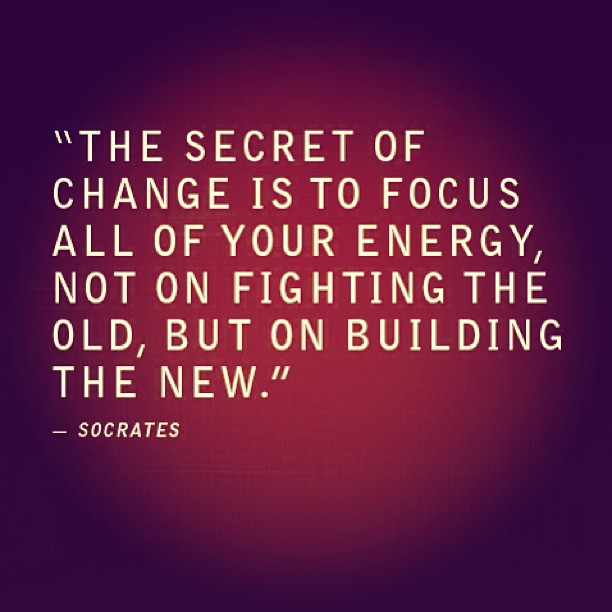 “THE SECRET OF
CHANGE IS TO FOCUS
ALL OF YOUR ENERGY,
NOT ON FIGHTING THE
OLD, BUT ON BUILDING
THE NEW.”
— SOCRATES